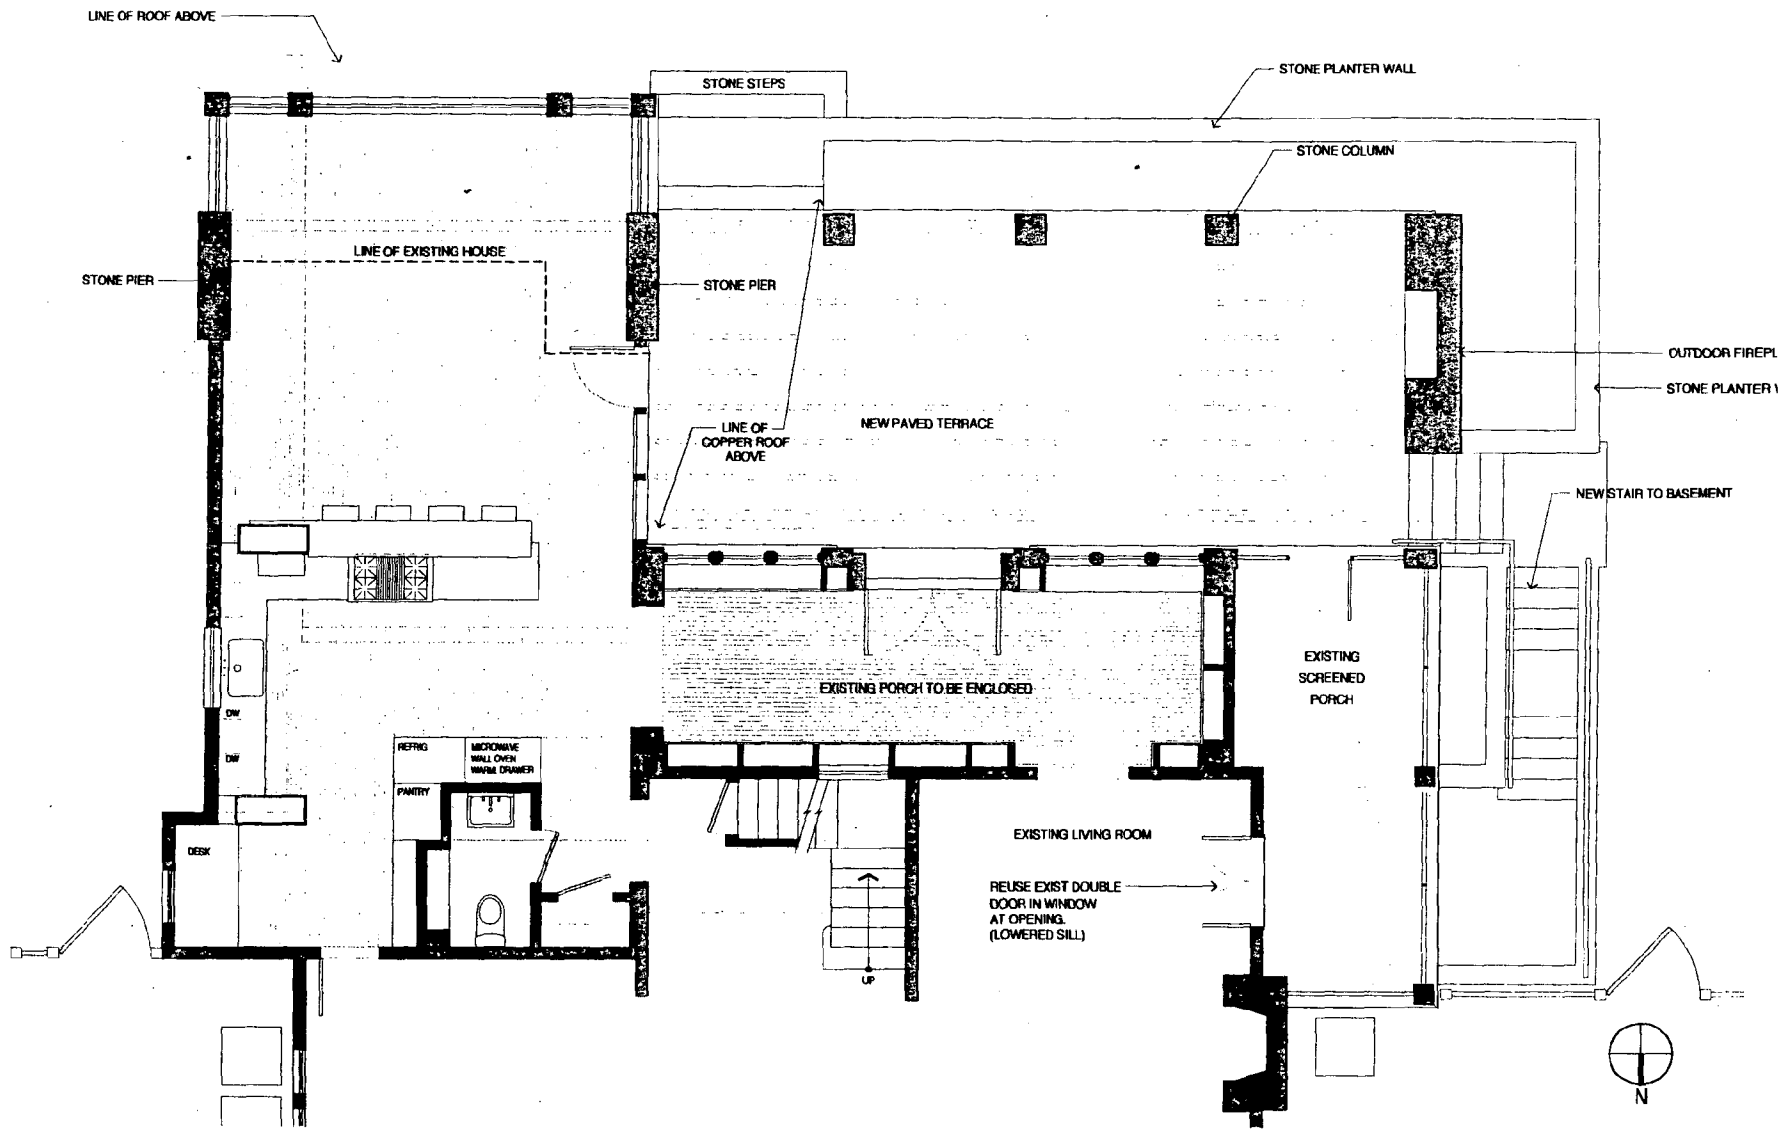 LINE OF ROOF ABOVE
STONE STEPS
STONE PLANTER WALL
STONE COLUMN
LINE OF EXISTING HOUSE
STONE PIER
STONE PIER
OUTDOOR FIREPL
STONE PLANTER W
LINE OF
COPPER ROOF
ABOVE
NEW PAVED TERRACE
NEW STAIR TO BASEMENT
EXISTING
SCREENED
PORCH
EXISTING PORCH TO BE ENCLOSED
DW
DW
REFRIG
MICROWAVE
WALL OVEN
WARM. DRAWER
PANTRY
DESK
EXISTING LIVING ROOM
REUSE EXIST DOUBLE
DOOR IN WINDOW
AT OPENING.
(LOWERED SILL)
UP
N